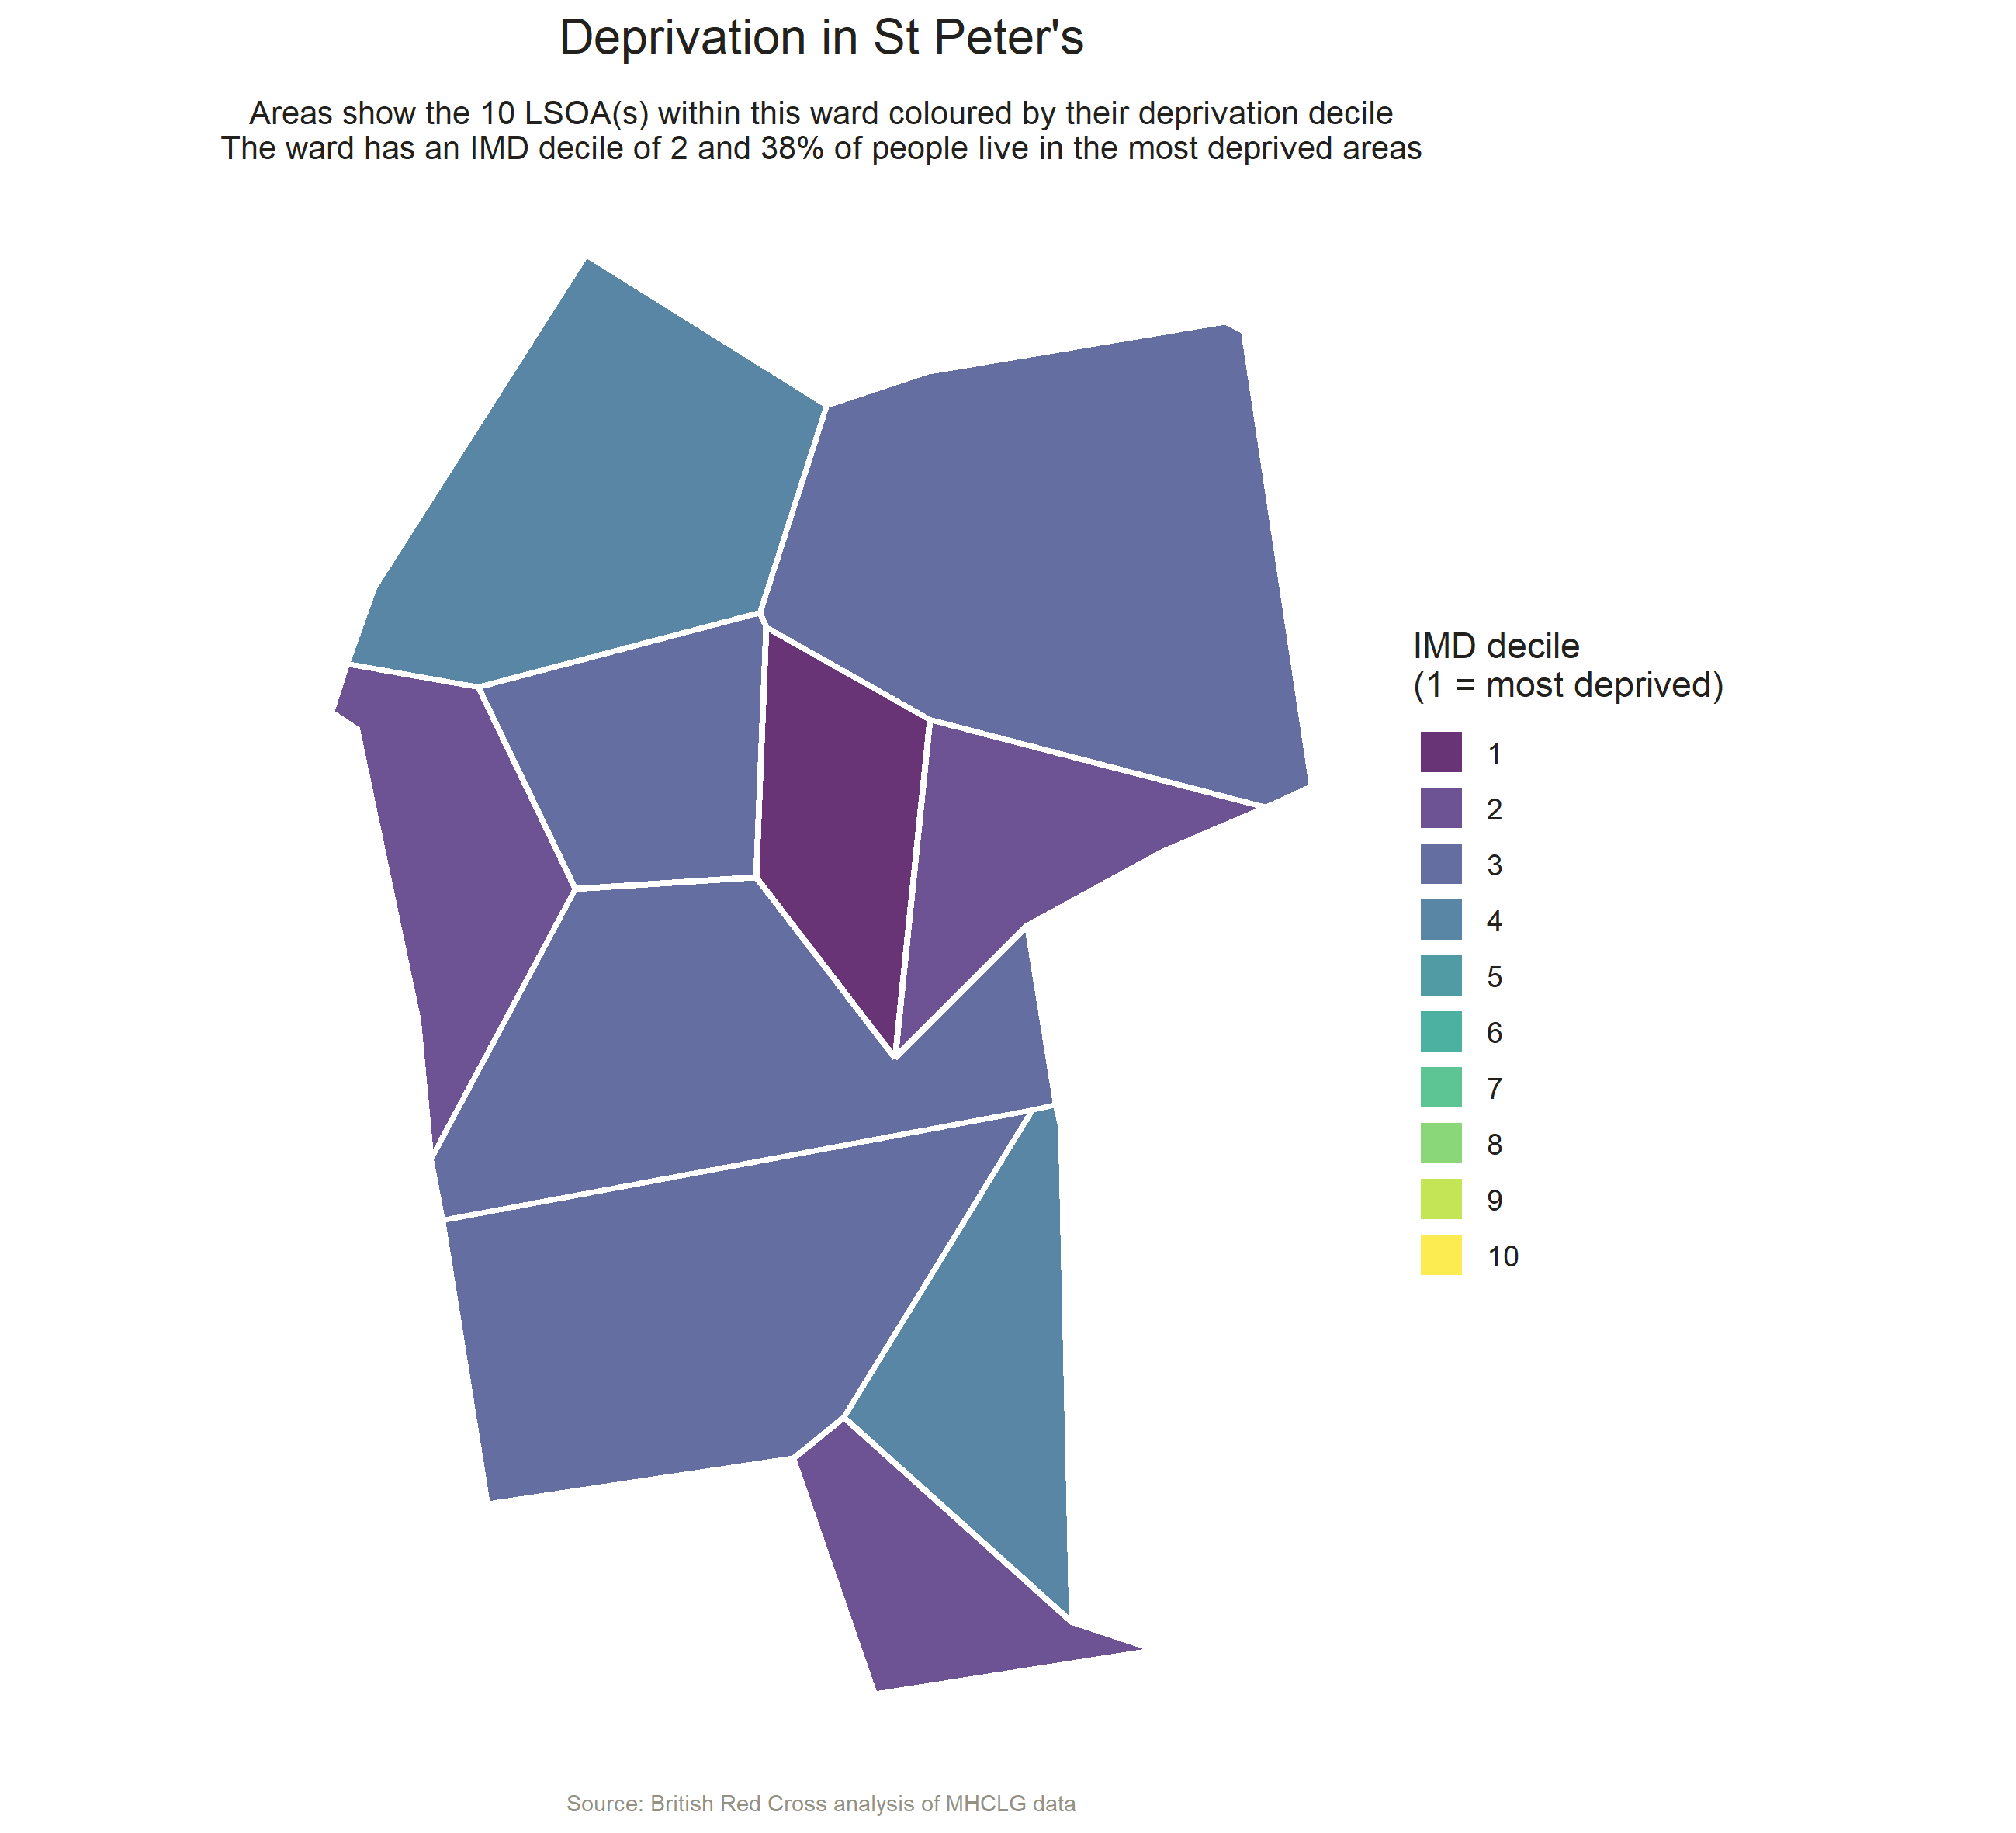 Deprivation in St Peter's
Areas show the 10 LSOA(s) within this ward coloured by their deprivation decile
The ward has an IMD decile of 2 and 38% of people live in the most deprived areas
IMD decile
(1 = most deprived)
1
2
3
4
5
6
7
8
9
10
Source: British Red Cross analysis of MHCLG data